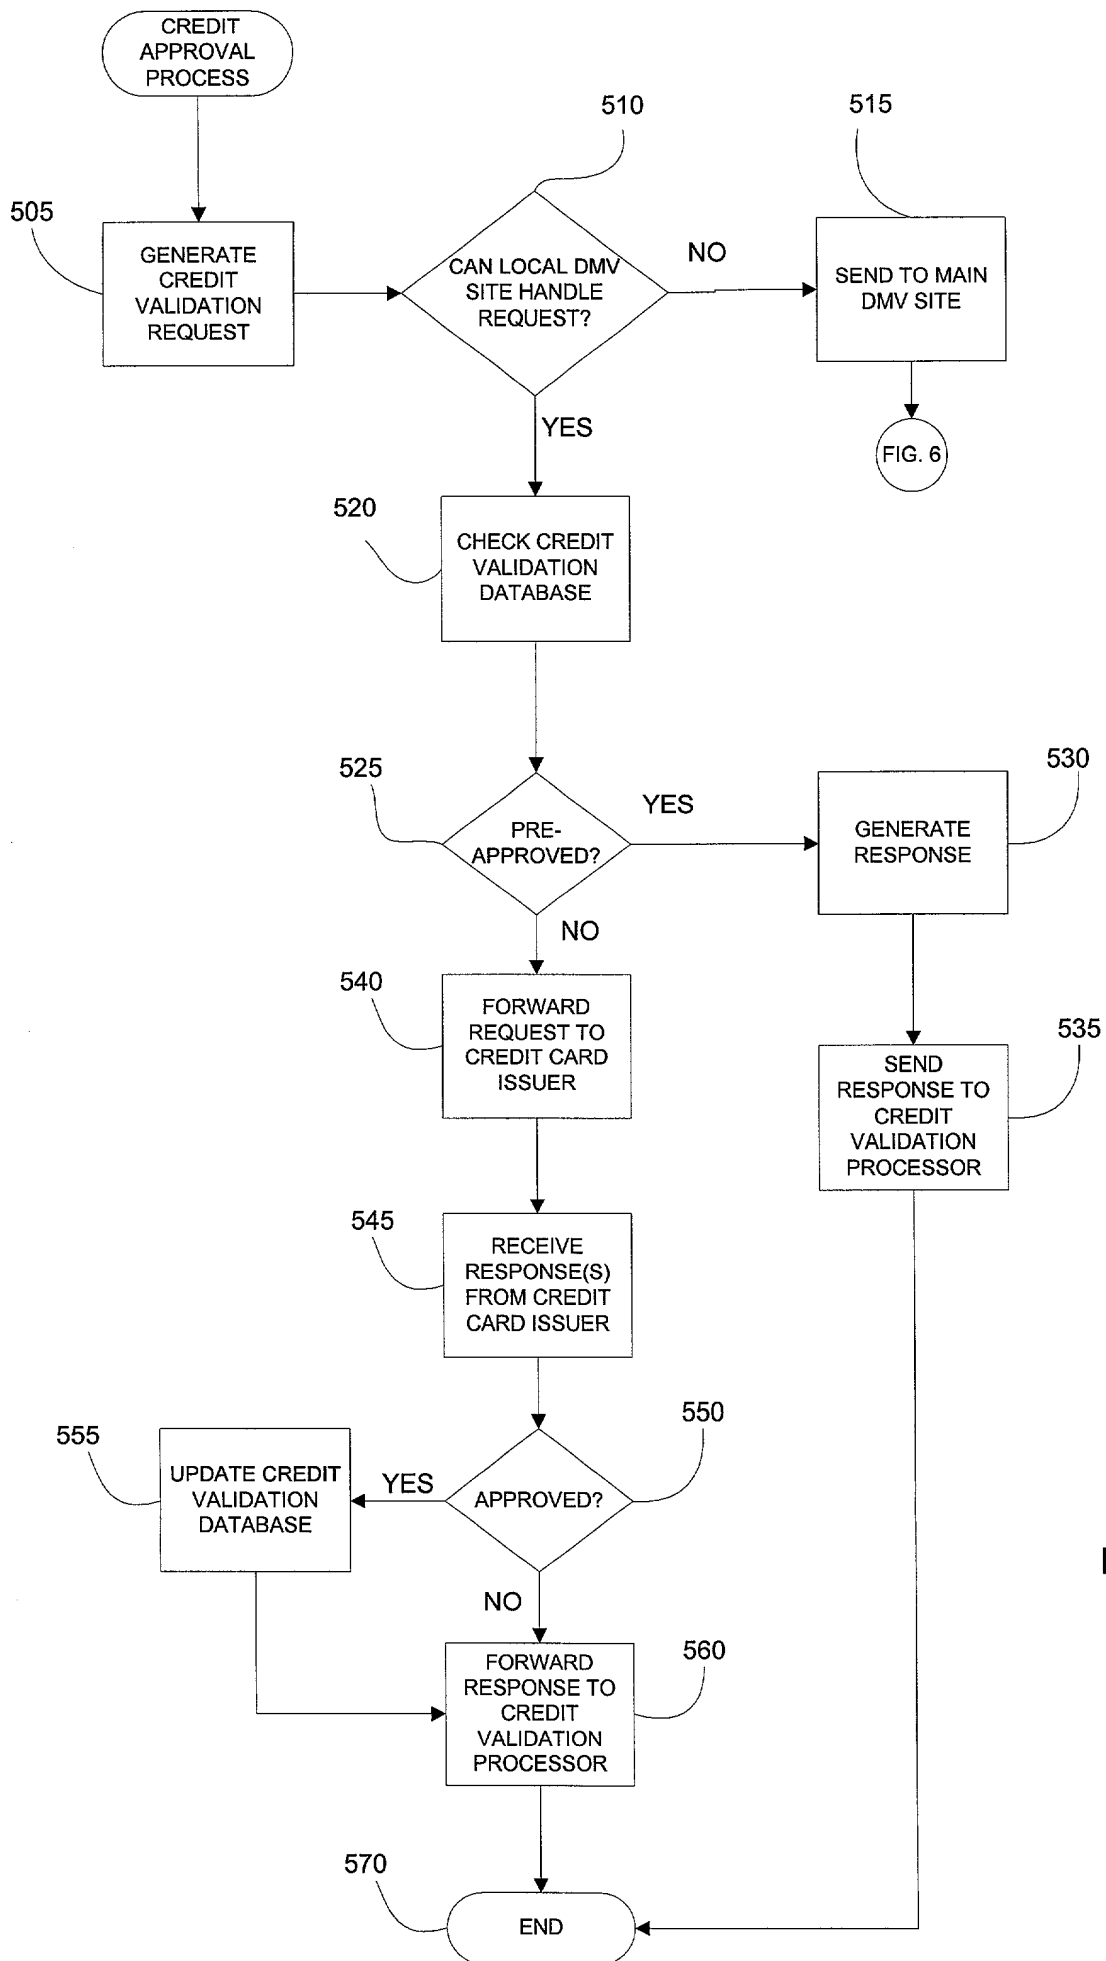 CREDIT
APPROVAL
PROCESS
510
515
505
GENERATE
CREDIT
VALIDATION
REQUEST
CAN LOCAL DMV
SITE HANDLE
REQUEST?
NO
SEND TO MAIN
DMV SITE
YES
FIG. 6
520
CHECK CREDIT
VALIDATION
DATABASE
525
PRE-
APPROVED?
YES
530
GENERATE
RESPONSE
NO
540
FORWARD
REQUEST TO
CREDIT CARD
ISSUER
535
SEND
RESPONSE TO
CREDIT
VALIDATION
PROCESSOR
545
RECEIVE
RESPONSE(S)
FROM CREDIT
CARD ISSUER
550
555
UPDATE CREDIT
VALIDATION
DATABASE
YES
APPROVED?
NO
560
FORWARD
RESPONSE TO
CREDIT
VALIDATION
PROCESSOR
570
END